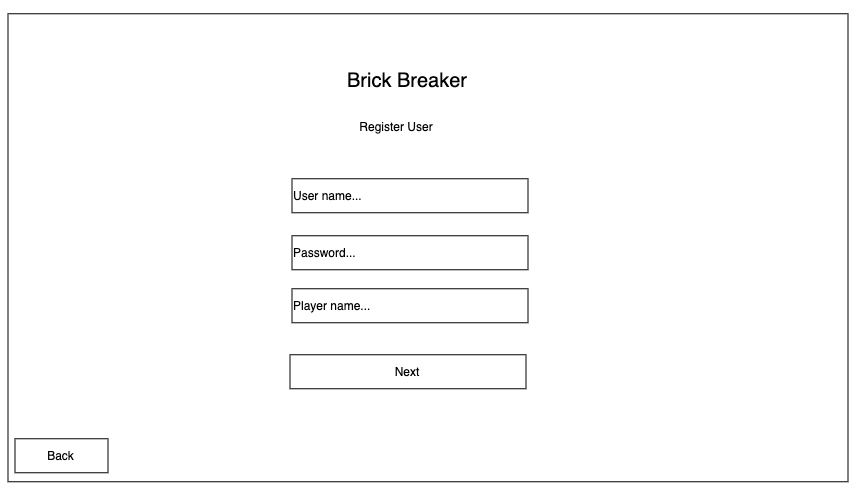 Brick Breaker
Register User
User name...
Password...
Player name...
Next
Back